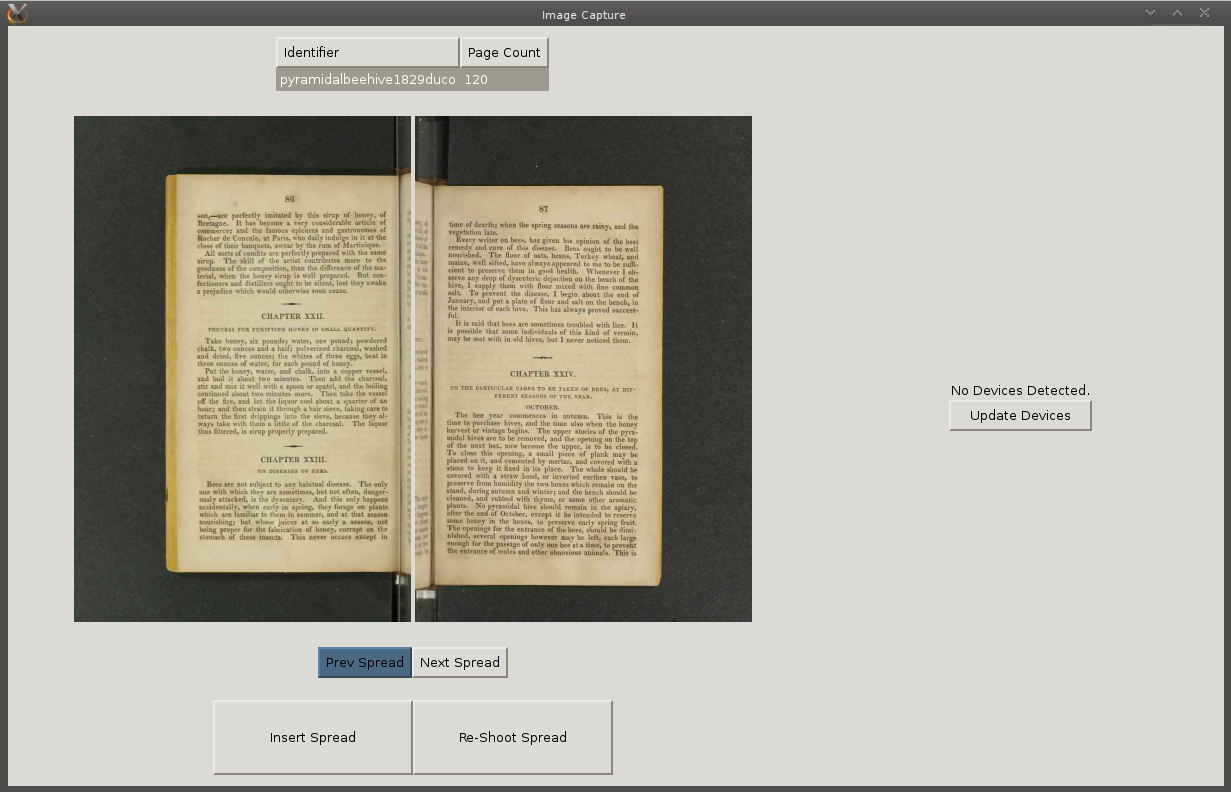 Image Capture
Identifier
Page Count
pyramidalbeehive1829duco 120
86
son,—are perfectly imitated by this sirup of honey, of
Bretagne. It has become a very considerable article of
commerce; and the famous epicures and gastronomes of
Rocher de Concale, at Paris, who daily indulge in it at the
close of their banquets, swear by the rum of Martinique.
All sorts of comfits are perfectly prepared with the same
sirup. The skill of the artist contributes more to the
goodness of the composition, than the difference of the ma-
terial, when the honey sirup is well prepared. But con-
fectioners and distillers ought to be silent, lest they awake
a prejudice which would otherwise soon cease.
CHAPTER XXII.
PROCESS FOR PURIFYING HONEY IN SMALL QUANTITY.
Take honey, six pounds; water, one pound; powdered
chalk, two ounces and a half; pulverized charcoal, washed
and dried, five ounces; the whites of three eggs, beat in
three ounces of water, for each pound of honey.
Put the honey, water, and chalk, into a copper vessel,
and boil it about two minutes. Then add the charcoal,
stir and mix it well with a spoon or spatel, and the boiling
continued about two minutes more. Then take the vessel
off the fire, and let the liquor cool about a quarter of an
hour; and then strain it through a hair sieve, taking care to
return the first drippings into the sieve, because they al-
ways take with them a little of the charcoal. The liquor
thus filtered, is sirup properly prepared.
CHAPTER XXIII.
ON DISEASES OF BEES.
Bees are not subject to any habitual disease. The only
one with which they are sometimes, but not often, danger-
ously attacked, is the dysentery. And this only happens
accidentally, when early in spring, they forage on plants
which are familiar to them in summer, and at that season
nourishing; but whose juices at so early a season, not
being proper for the fabrication of honey, corrupt on the
stomach of these insects. This never occurs except in
87
time of dearth; when the spring seasons are rainy, and the
vegetation late.
Every writer on bees, has given his opinion of the best
remedy and cure of this disease. Bees ought to be well
nourished. The flour of oats, beans, Turkey wheat, and
maize, well sifted, have always appeared to me to be suffi-
cient to preserve them in good health. Whenever I ob-
serve any drop of dysenteric dejection on the bench of the
hive, I supply them with flour mixed with fine common
salt. To prevent the disease, I begin about the end of
January, and put a plate of flour and salt on the bench, in
the interior of each hive. This has always proved success-
ful.
It is said that bees are sometimes troubled with lice. It
is possible that some individuals of this kind of vermin,
may be met with in old hives, but I never noticed them.
CHAPTER XXIV.
ON THE PARTICULAR CARES TO BE TAKEN OF BEES, AT DIF-
FERENT SEASONS OF THE YEAR.
OCTOBER.
The bee year commences in autumn. This is the
time to purchase hives, and the time also when the honey
harvest or vintage begins. The upper stories of the pyra-
midal hives are to be removed, and the opening on the top
of the next box, now become the upper, is to be closed.
To close this opening, a small piece of plank may be
placed on it, and cemented by mortar, and covered with a
stone to keep it fixed in its place. The whole should be
covered with a straw hood, or inverted earthen vase, to
preserve from humidity the two boxes which remain on the
stand, during autumn and winter; and the bench should be
cleaned, and rubbed with thyme, or some other aromatic
plants. No pyramidal hive should remain in the apiary,
after the end of October, except it be intended to reserve
some honey in the boxes, to preserve early spring fruit.
The openings for the entrance of the bees, should be dimi-
nished, several openings however may be left, each large
enough for the passage of only one bee at a time, to prevent
the entrance of moles and other obnoxious animals. This is
No Devices Detected.
Update Devices
Prev Spread
Next Spread
Insert Spread
Re-Shoot Spread